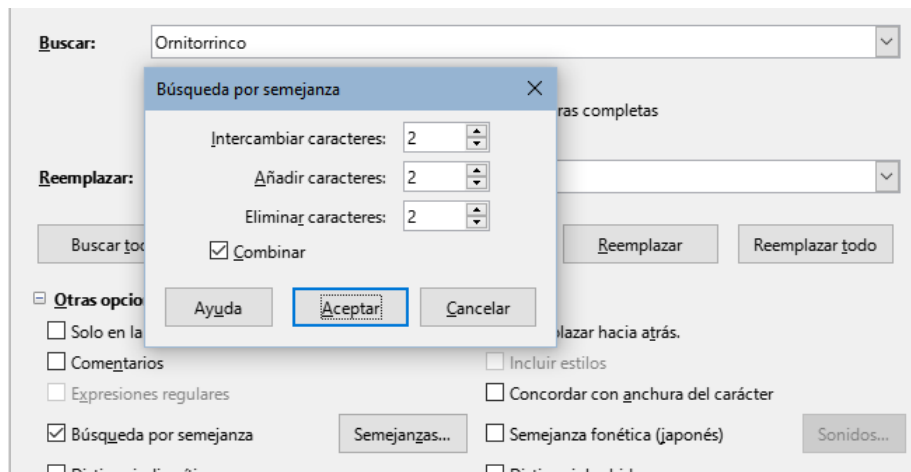 Buscar: Ornitorrinco
Búsqueda por semejanza
ras completas
Intercambiar caracteres: 2
Añadir caracteres: 2
Eliminar caracteres: 2
Combinar
Reemplazar:
Buscar to
Reemplazar
Reemplazar todo
Ayuda
Aceptar
Cancelar
Otras opcio
Solo en la
lazar hacia atrás.
Comentarios
Incluir estilos
Expresiones regulares
Concordar con anchura del carácter
Búsqueda por semejanza
Semejanzas...
Semejanza fonética (japonés)
Sonidos...